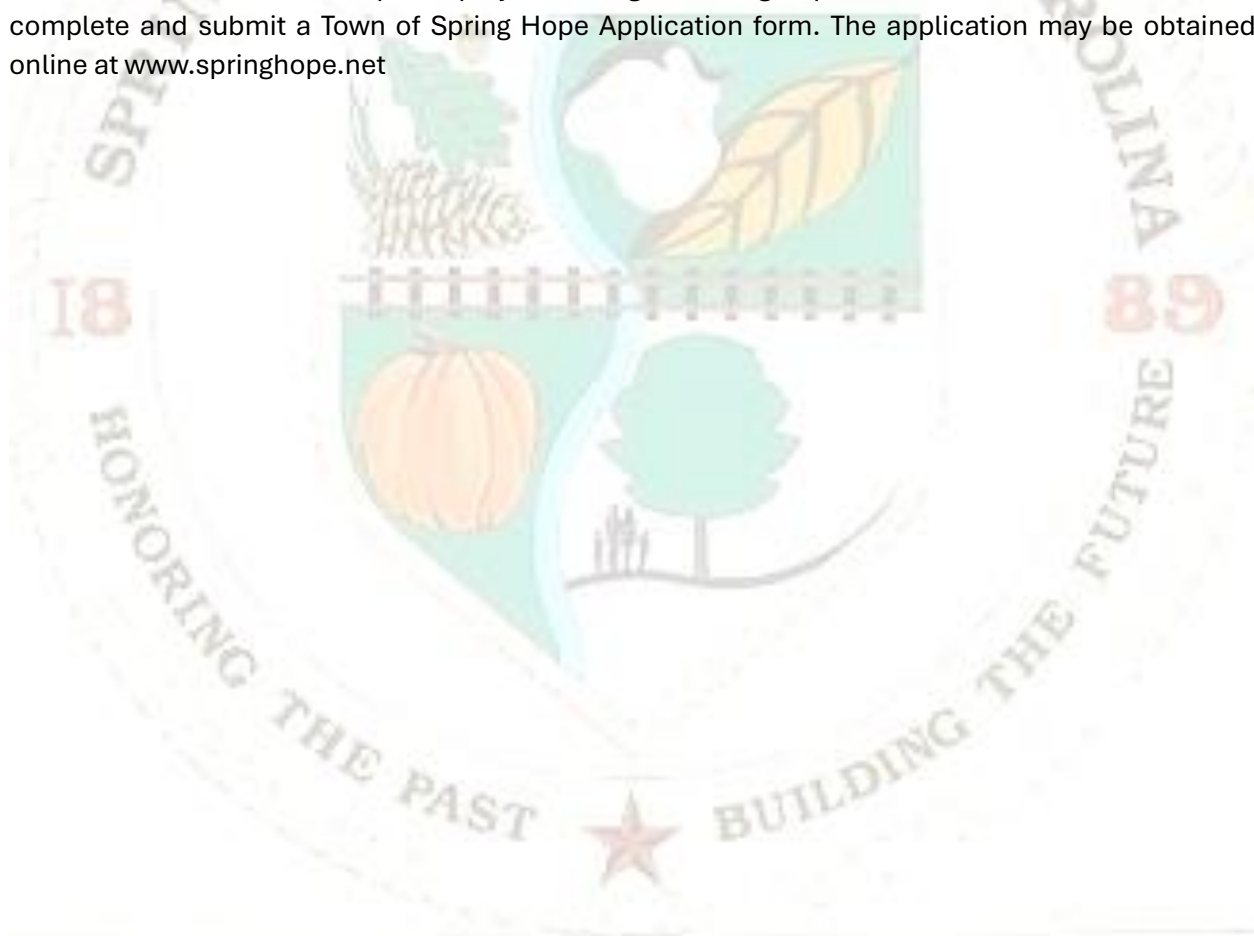 complete and submit a Town of Spring Hope Application form. The application may be obtained
online at www.springhope.net
18
89
HONORING THE PAST
BUILDING THE FUTURE